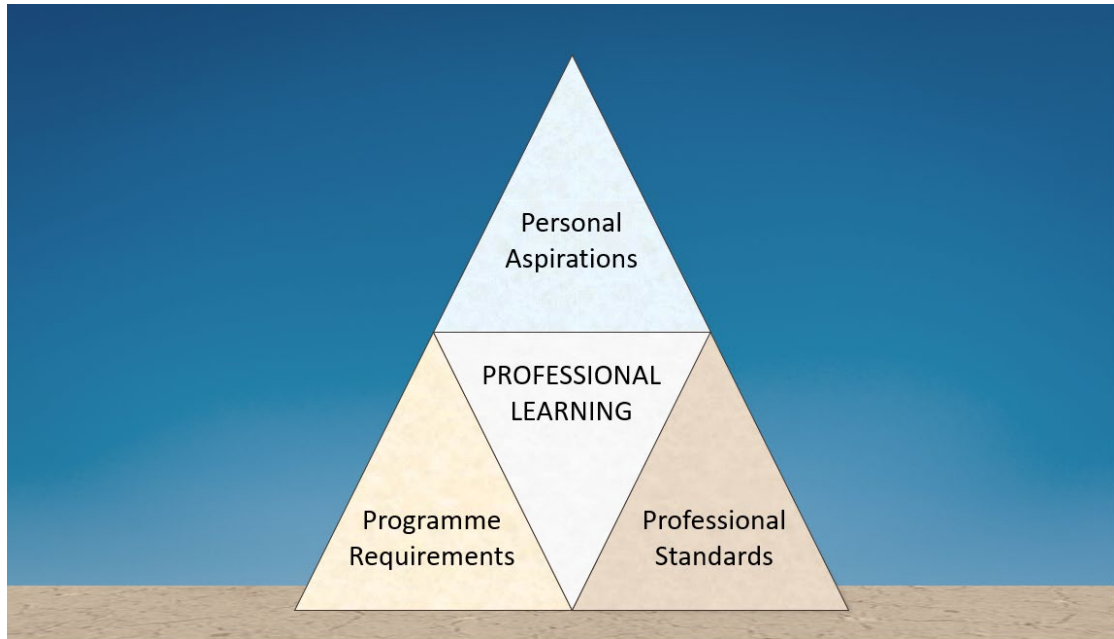 Personal
Aspirations
PROFESSIONAL
LEARNING
Programme
Requirements
Professional
Standards